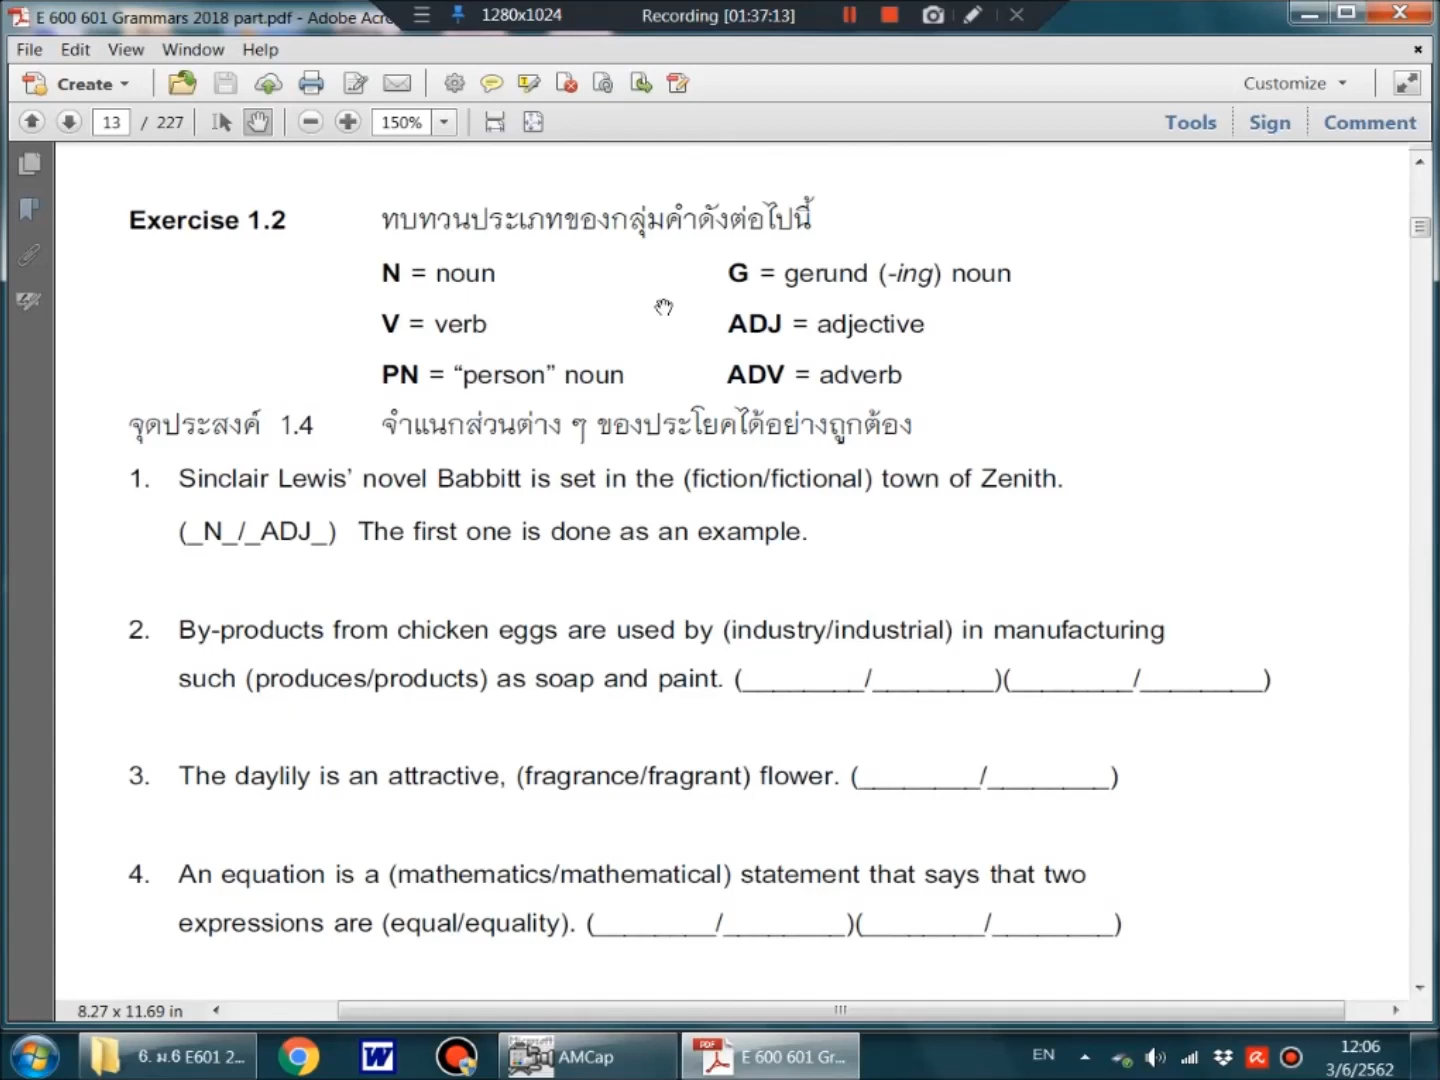 E 600 601 Grammars 2018 part.pdf - Adobe Acro
1280x1024
Recording [01:37:13]
File Edit View Window Help
Create
Customize
13 / 227
150%
Tools Sign Comment
Exercise 1.2 ทบทวนประเภทของกลุ่มคำดังต่อไปนี้
N = noun G = gerund (-ing) noun
V = verb ADJ = adjective
PN = “person” noun ADV = adverb
จุดประสงค์ 1.4 จำแนกส่วนต่าง ๆ ของประโยคได้อย่างถูกต้อง
1. Sinclair Lewis’ novel Babbitt is set in the (fiction/fictional) town of Zenith.
(_N_/_ADJ_) The first one is done as an example.
2. By-products from chicken eggs are used by (industry/industrial) in manufacturing
such (produces/products) as soap and paint. (________/________)(________/________)
3. The daylily is an attractive, (fragrance/fragrant) flower. (________/________)
4. An equation is a (mathematics/mathematical) statement that says that two
expressions are (equal/equality). (________/________)(________/________)
8.27 x 11.69 in
6. ม.6 E601 2...
W
AMCap
PDF
E 600 601 Gr...
EN
12:06
3/6/2562